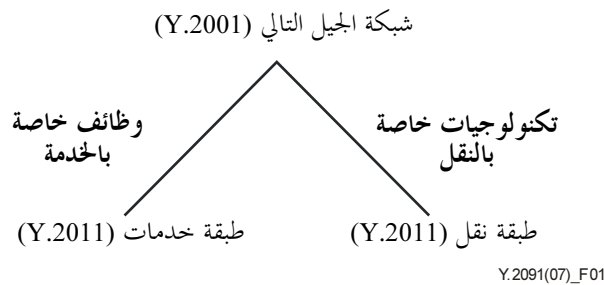 شبكة الجيل التالي (Y.2001)
تكنولوجيات خاصة
بالنقل
وظائف خاصة
بالخدمة
طبقة نقل (Y.2011)
طبقة خدمات (Y.2011)
Y.2091(07)_F01